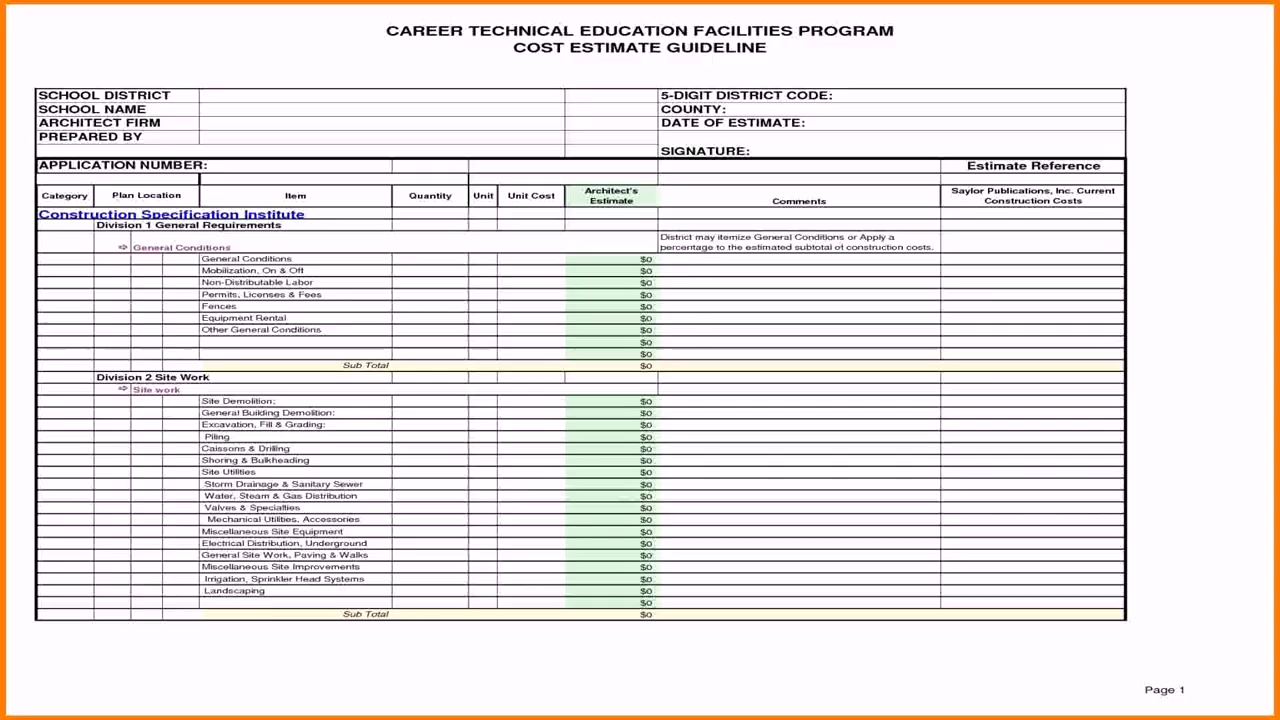 CAREER TECHNICAL EDUCATION FACILITIES PROGRAM
COST ESTIMATE GUIDELINE
SCHOOL DISTRICT 5-DIGIT DISTRICT CODE:
SCHOOL NAME COUNTY:
ARCHITECT FIRM DATE OF ESTIMATE:
PREPARED BY
SIGNATURE:
APPLICATION NUMBER: Estimate Reference
Category Plan Location Item Quantity Unit Unit Cost Architect's Estimate Comments Saylor Publications, Inc. Current Construction Costs
Construction Specification Institute
Division 1 General Requirements
District may itemize General Conditions or Apply a
⇨ General Conditions percentage to the estimated subtotal of construction costs.
General Conditions $0
Mobilization, On & Off $0
Non-Distributable Labor $0
Permits, Licenses & Fees $0
Fences $0
Equipment Rental $0
Other General Conditions $0
$0
$0
Sub Total $0
Division 2 Site Work
⇨ Site work
Site Demolition: $0
General Building Demolition: $0
Excavation, Fill & Grading: $0
Piling $0
Caissons & Drilling $0
Shoring & Bulkheading $0
Site Utilities $0
Storm Drainage & Sanitary Sewer $0
Water, Steam & Gas Distribution $0
Valves & Specialties $0
Mechanical Utilities, Accessories $0
Miscellaneous Site Equipment $0
Electrical Distribution, Underground $0
General Site Work, Paving & Walks $0
Miscellaneous Site Improvements $0
Irrigation, Sprinkler Head Systems $0
Landscaping $0
$0
Sub Total $0
Page 1